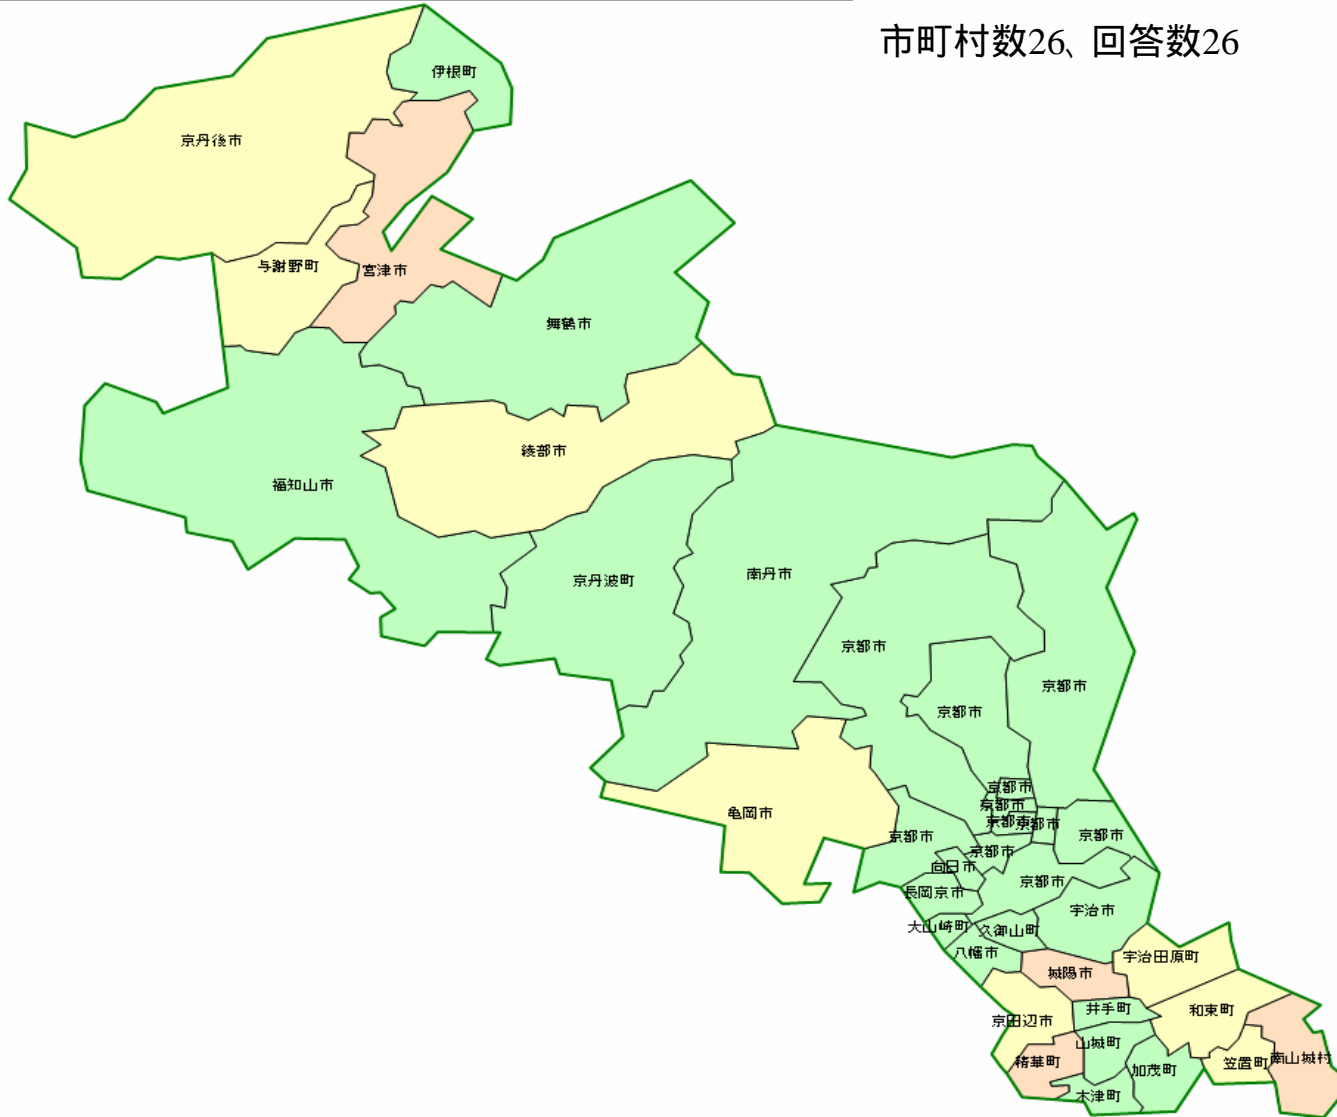 市町村数26、回答数26
伊根町
京丹後市
与謝野町
宮津市
舞鶴市
綾部市
福知山市
京丹波町
南丹市
京都市
京都市
京都市
京都市
京都市
京都市
京都市
亀岡市
京都市
京都市
京都市
向日市
京都市
長岡京市
宇治市
大山崎町
久御山町
八幡市
宇治田原町
城陽市
井手町
和束町
京田辺市
山城町
精華町
笠置町
南山城村
加茂町
木津町